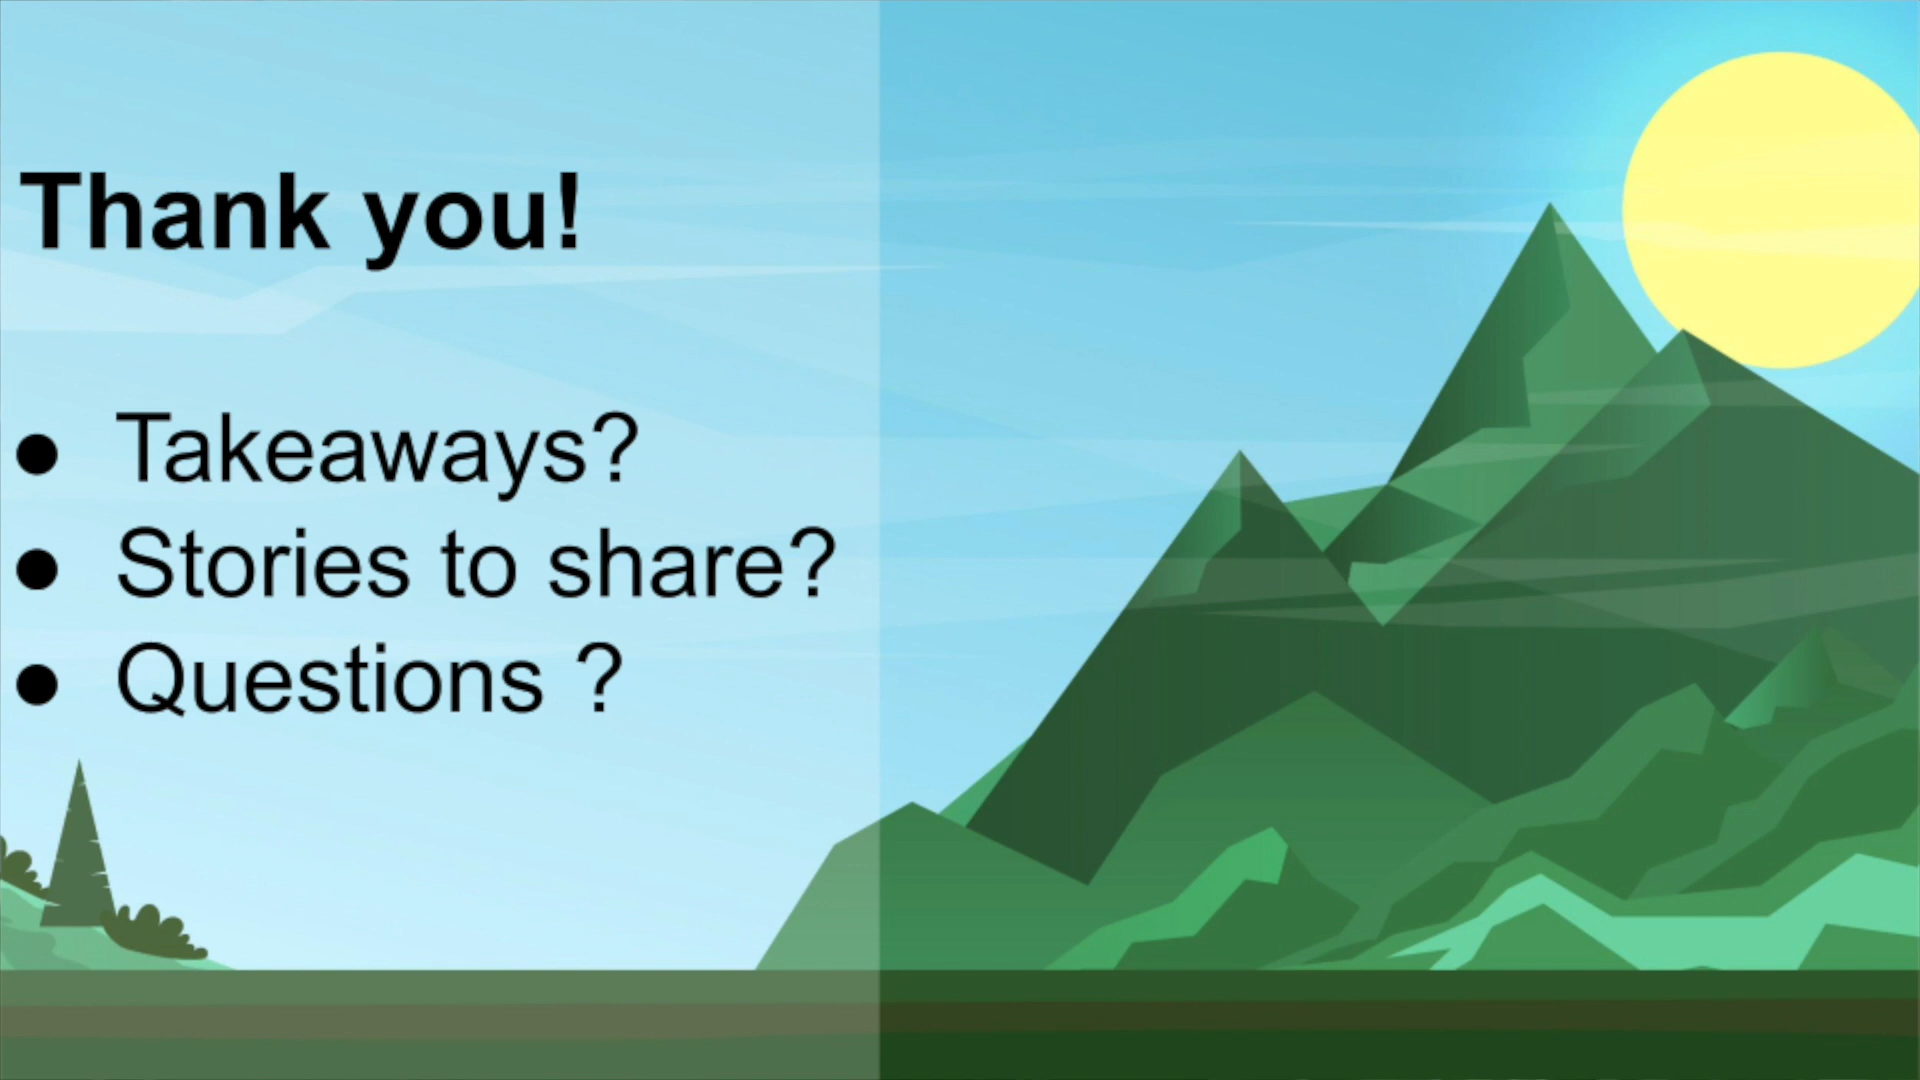 Thank you!
● Takeaways?
● Stories to share?
● Questions ?